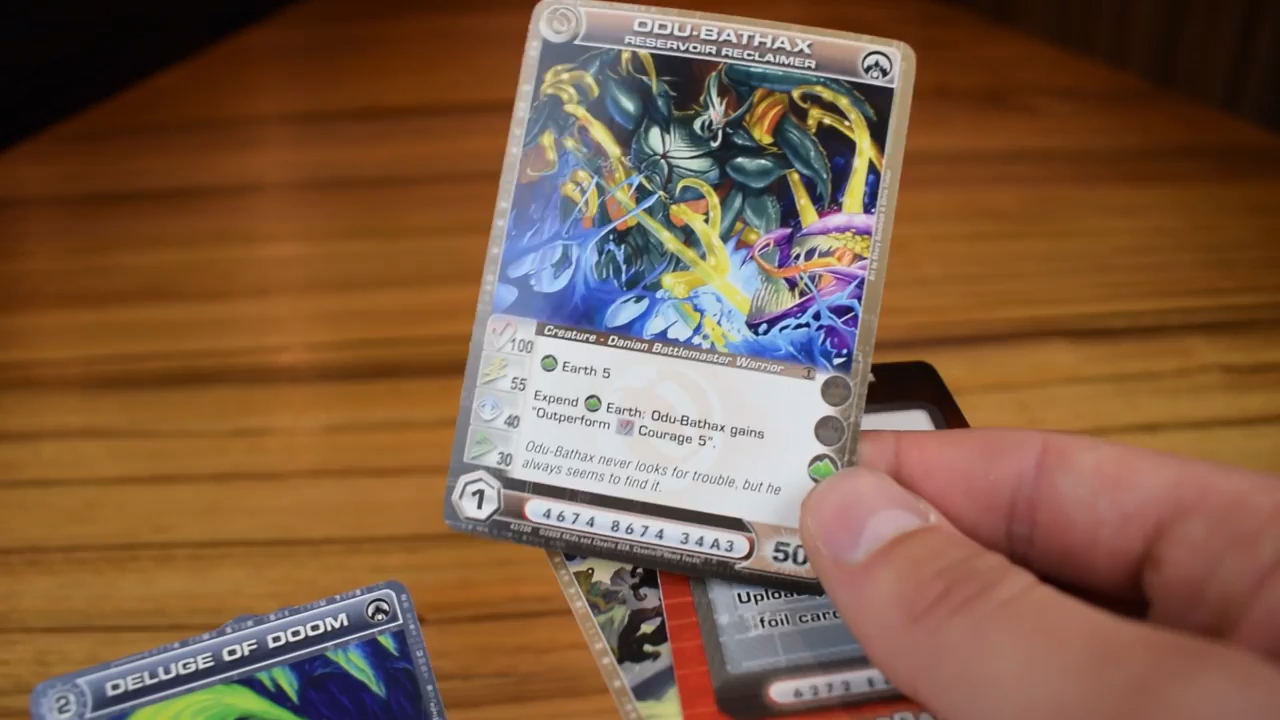 ODU-BATHAX
RESERVOIR RECLAIMER
Creature - Danian Battlemaster Warrior
100
Earth 5
55
Expend Earth: Odu-Bathax gains
"Outperform Courage 5".
40
Odu-Bathax never looks for trouble, but he
always seems to find it.
30
1
4674 8674 34A3
50
DELUGE OF DOOM
2
foil card
6272